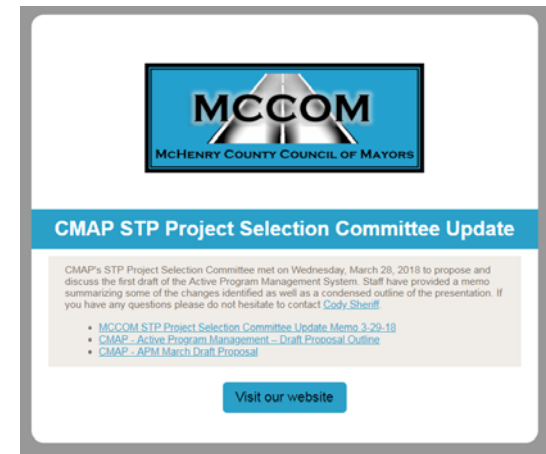 MCCOM
McHenry County Council of Mayors
CMAP STP Project Selection Committee Update
CMAP's STP Project Selection Committee met on Wednesday, March 28, 2018 to propose and
discuss the first draft of the Active Program Management System. Staff have provided a memo
summarizing some of the changes identified as well as a condensed outline of the presentation. If
you have any questions please do not hesitate to contact Cody Sheriff.
MCCOM STP Project Selection Committee Update Memo 3-29-18
CMAP - Active Program Management – Draft Proposal Outline
CMAP - APM March Draft Proposal
Visit our website